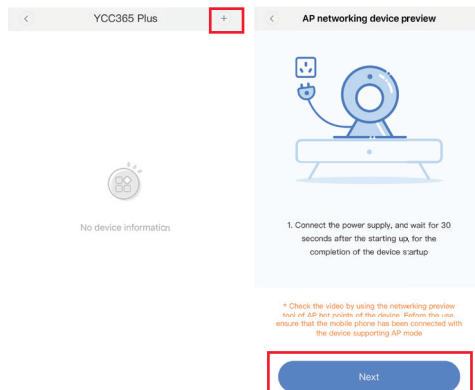 YCC365 Plus
+
No device information
AP networking device preview
1. Connect the power supply, and wait for 30
seconds after the starting up, for the
completion of the device startup
* Check the video by using the networking preview
tool of AP hot points of the device. Before the use,
ensure that the mobile phone has been connected with
the device supporting AP mode
Next